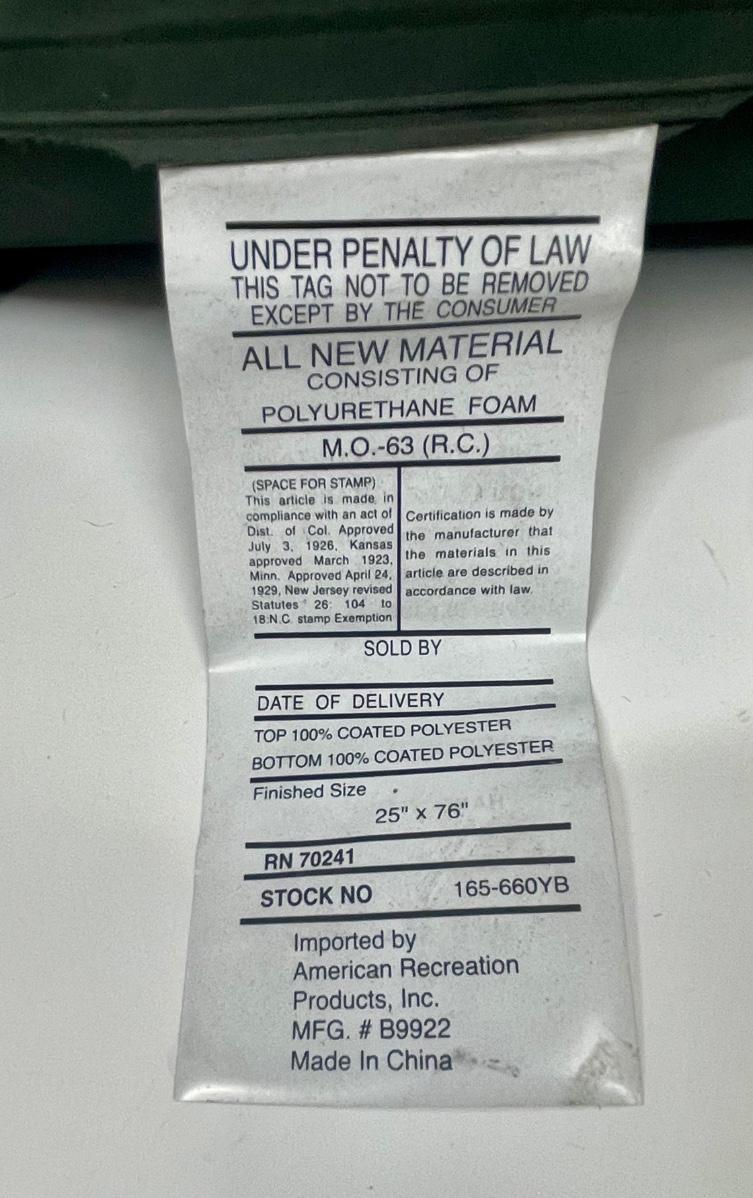 UNDER PENALTY OF LAW
THIS TAG NOT TO BE REMOVED
EXCEPT BY THE CONSUMER
ALL NEW MATERIAL
CONSISTING OF
POLYURETHANE FOAM
M.O.-63 (R.C.)
(SPACE FOR STAMP)
This article is made in
compliance with an act of
Dist. of Col. Approved
July 3, 1926, Kansas
approved March 1923,
Minn. Approved April 24,
1929, New Jersey revised
Statutes 26: 104 to
18:N.C. stamp Exemption
Certification is made by
the manufacturer that
the materials in this
article are described in
accordance with law.
SOLD BY
DATE OF DELIVERY
TOP 100% COATED POLYESTER
BOTTOM 100% COATED POLYESTER
Finished Size
25" x 76"
RN 70241
STOCK NO 165-660YB
Imported by
American Recreation
Products, Inc.
MFG. # B9922
Made In China